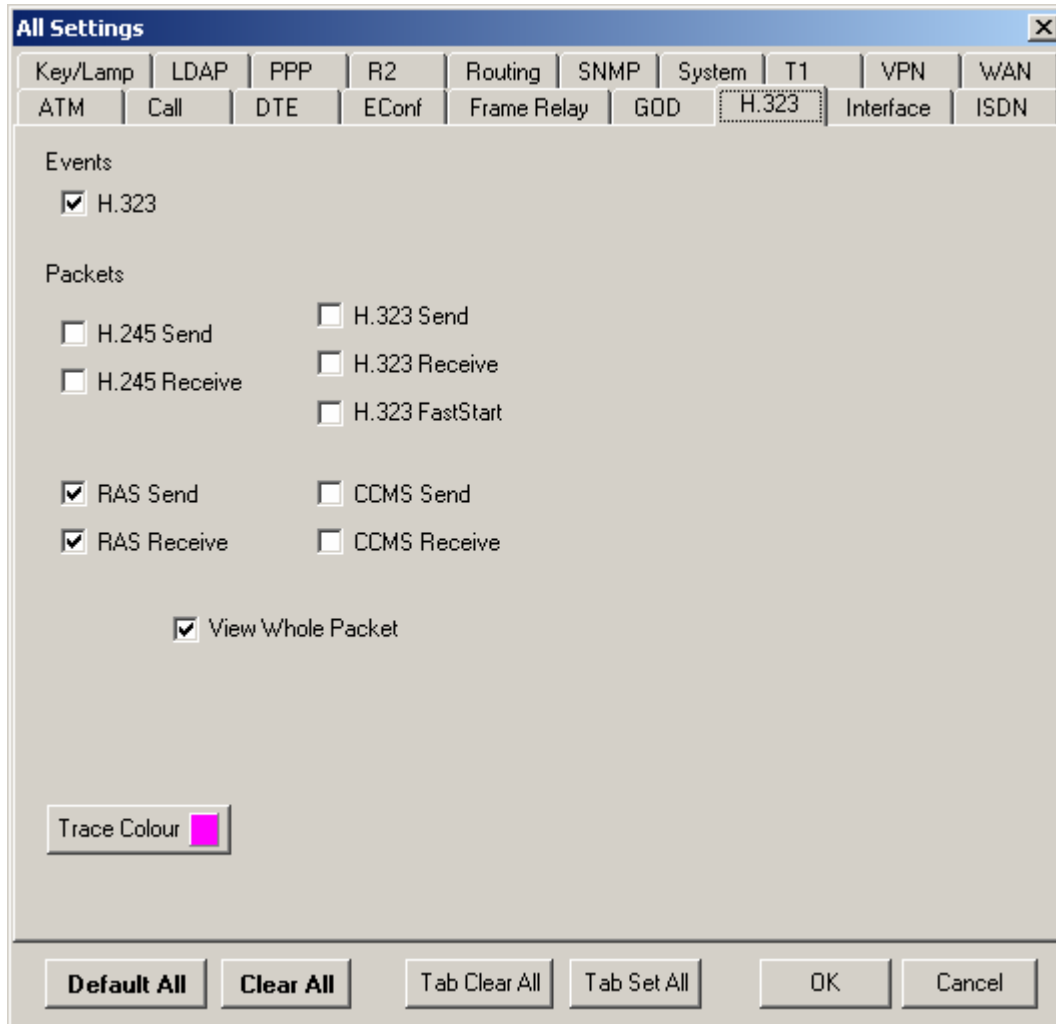 All Settings
Key/Lamp LDAP PPP R2 Routing SNMP System T1 VPN WAN
ATM Call DTE EConf Frame Relay GOD H.323 Interface ISDN
Events
H.323
Packets
H.245 Send
H.245 Receive
H.323 Send
H.323 Receive
H.323 FastStart
RAS Send
RAS Receive
CCMS Send
CCMS Receive
View Whole Packet
Trace Colour
Default All Clear All Tab Clear All Tab Set All OK Cancel